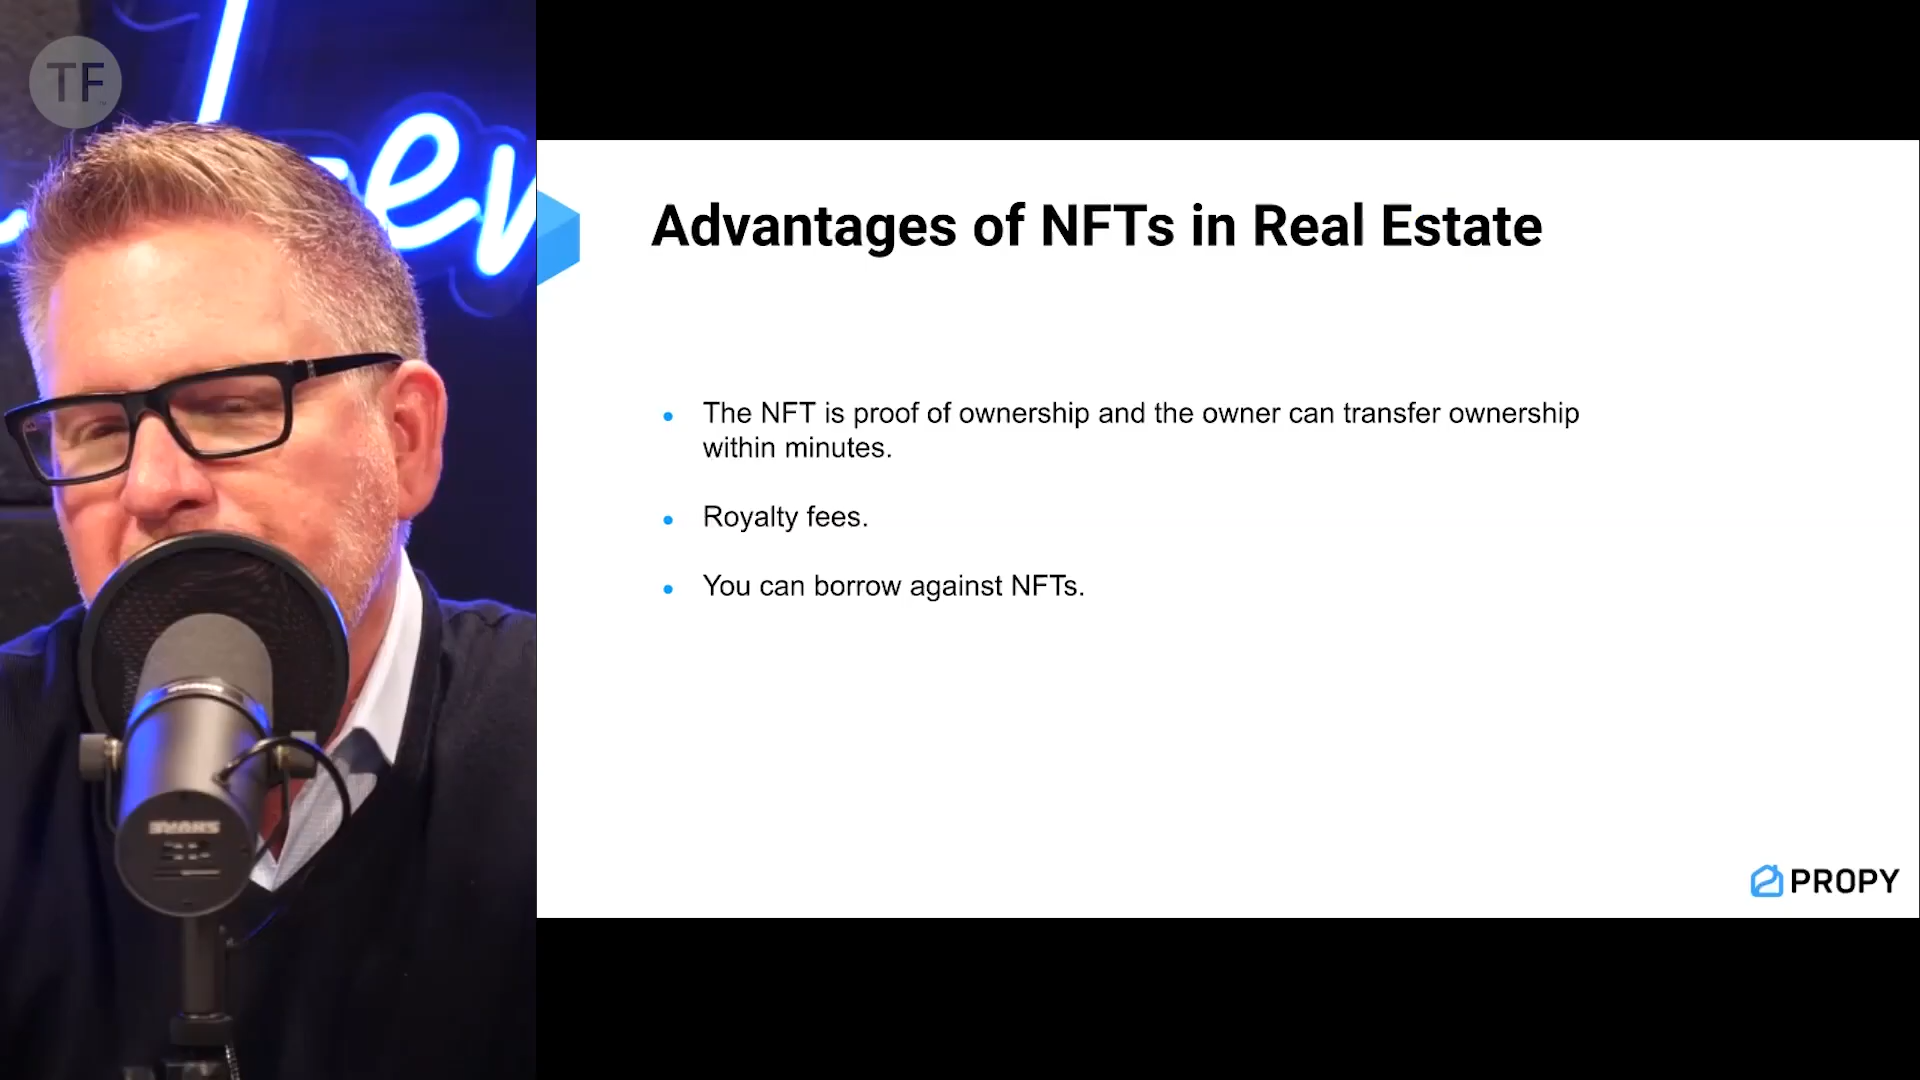 TF
er
Advantages of NFTs in Real Estate
The NFT is proof of ownership and the owner can transfer ownership
within minutes.
Royalty fees.
You can borrow against NFTs.
PROPY